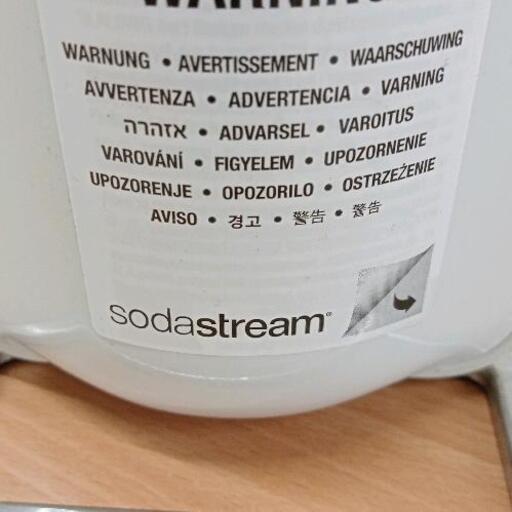 WARNING
WARNUNG • AVERTISSEMENT • WAARSCHUWING
AVVERTENZA • ADVERTENCIA • VARNING
אזהרה • ADVARSEL • VAROITUS
VAROVÁNÍ • FIGYELEM • UPOZORNENIE
UPOZORENJE • OPOZORILO • OSTRZEŻENIE
AVISO • 경고 • 警告 • 警告
sodastream®